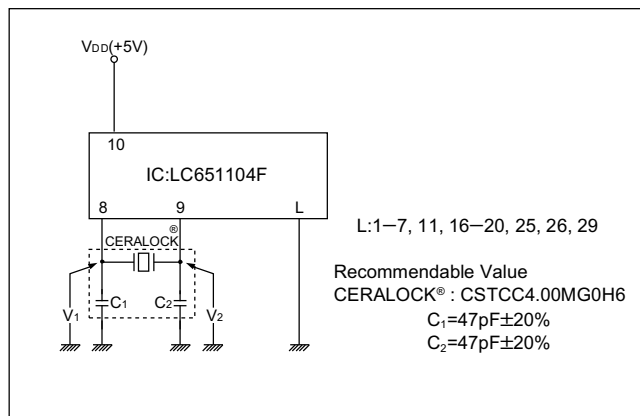 VDD(+5V)
10
IC:LC651104F
8 9 L
CERALOCK®
V1 C1 C2 V2
L:1−7, 11, 16−20, 25, 26, 29
Recommendable Value
CERALOCK® : CSTCC4.00MG0H6
C1=47pF±20%
C2=47pF±20%